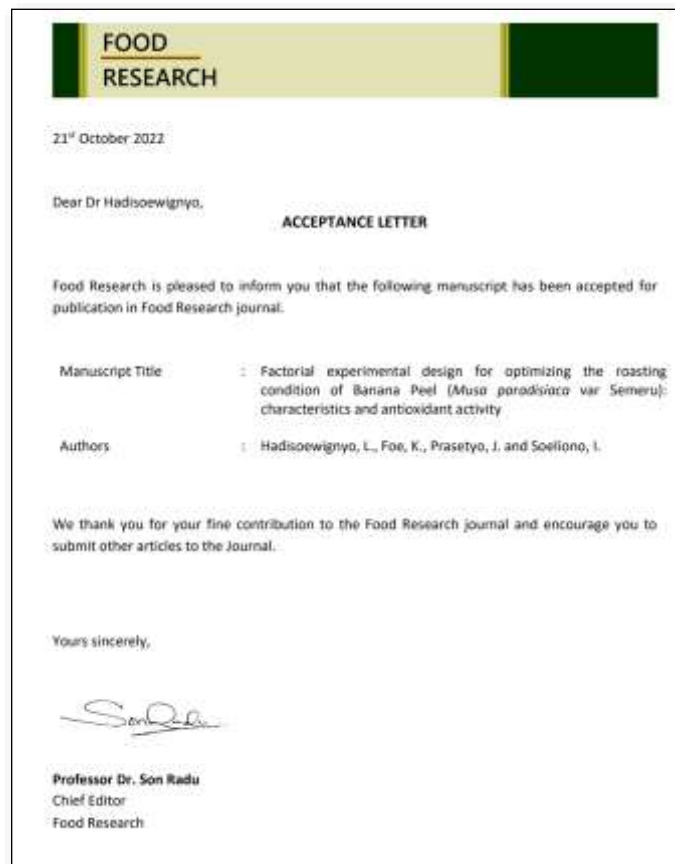 FOOD
RESEARCH
21st October 2022
Dear Dr Hadisoewignyo,
ACCEPTANCE LETTER
Food Research is pleased to inform you that the following manuscript has been accepted for
publication in Food Research journal.
Manuscript Title : Factorial experimental design for optimizing the roasting
condition of Banana Peel (Musa paradisiaca var Semeru):
characteristics and antioxidant activity
Authors : Hadisoewignyo, L., Foe, K., Prasetyo, J. and Soeliono, I.
We thank you for your fine contribution to the Food Research journal and encourage you to
submit other articles to the Journal.
Yours sincerely,
Son Radu
Professor Dr. Son Radu
Chief Editor
Food Research